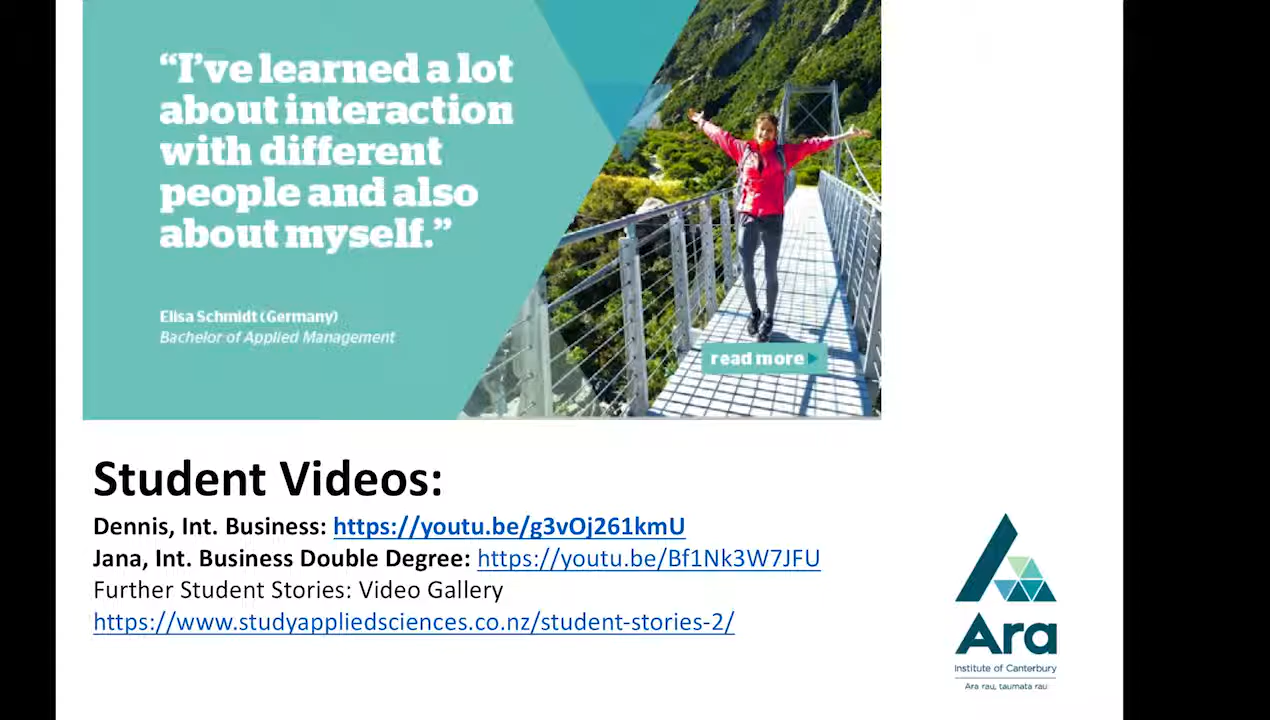 “I’ve learned a lot
about interaction
with different
people and also
about myself.”
Elisa Schmidt (Germany)
Bachelor of Applied Management
read more
Student Videos:
Dennis, Int. Business: https://youtu.be/g3vOj261kmU
Jana, Int. Business Double Degree: https://youtu.be/Bf1Nk3W7JFU
Further Student Stories: Video Gallery
https://www.studyappliedsciences.co.nz/student-stories-2/
Ara
Institute of Canterbury
Ara rau, taumata rau